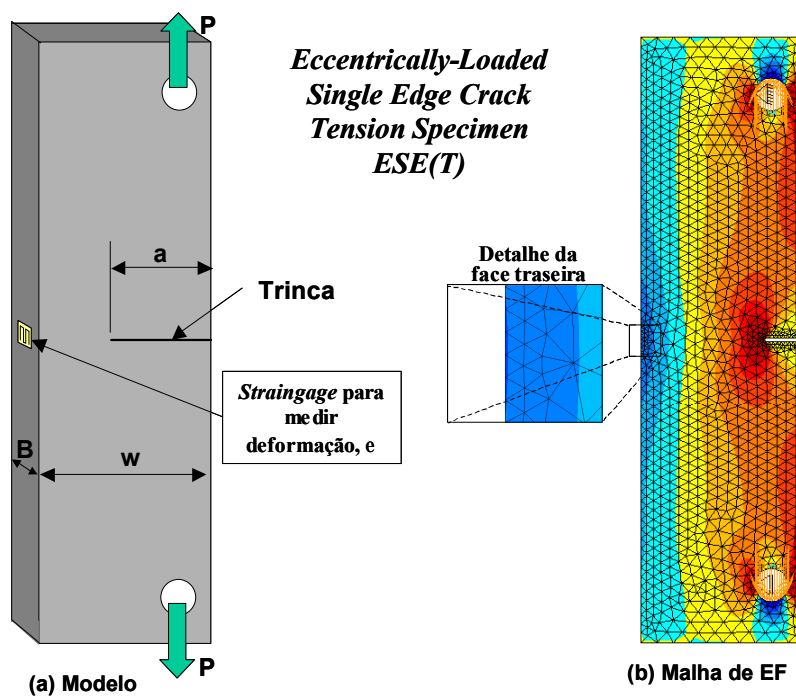 P
Eccentrically-Loaded
Single Edge Crack
Tension Specimen
ESE(T)
a
Trinca
Detalhe da
face traseira
Straingage para
medir
deformação, e
B
w
P
(a) Modelo
(b) Malha de EF